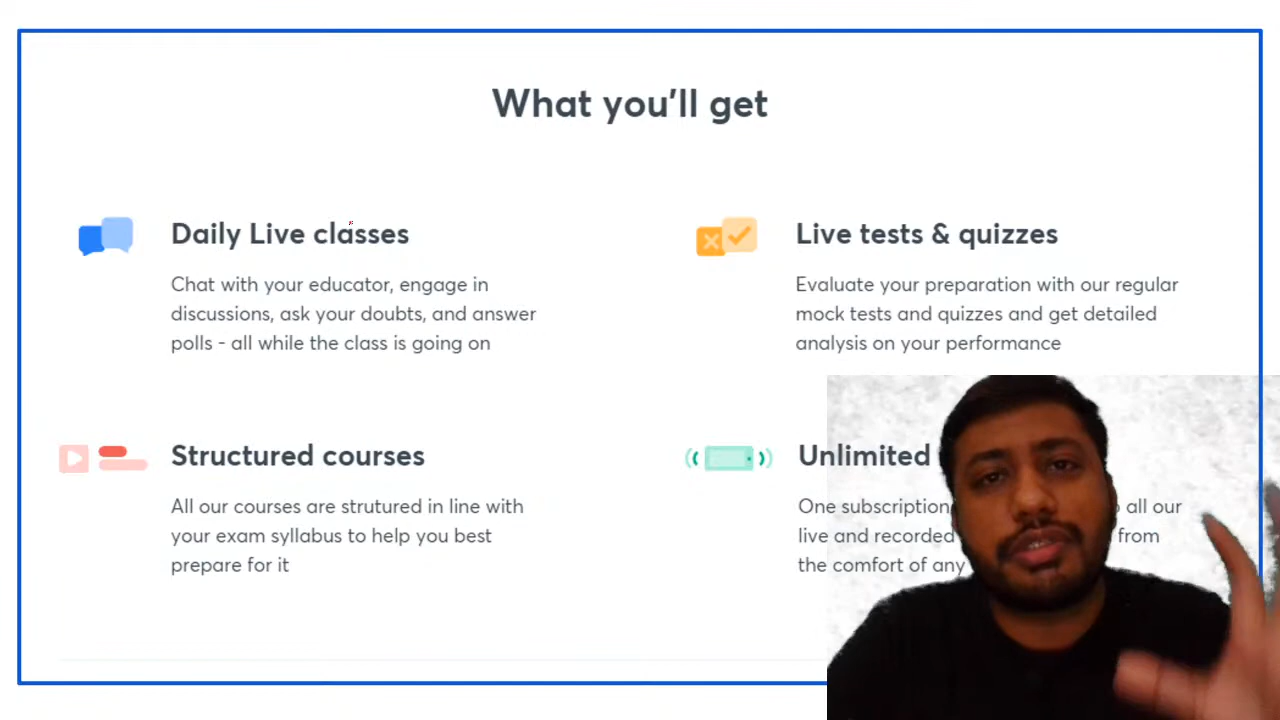 What you'll get
Daily Live classes
Chat with your educator, engage in
discussions, ask your doubts, and answer
polls - all while the class is going on
Live tests & quizzes
Evaluate your preparation with our regular
mock tests and quizzes and get detailed
analysis on your performance
Structured courses
All our courses are strutured in line with
your exam syllabus to help you best
prepare for it
Unlimited
One subscription all our
live and recorded from
the comfort of any